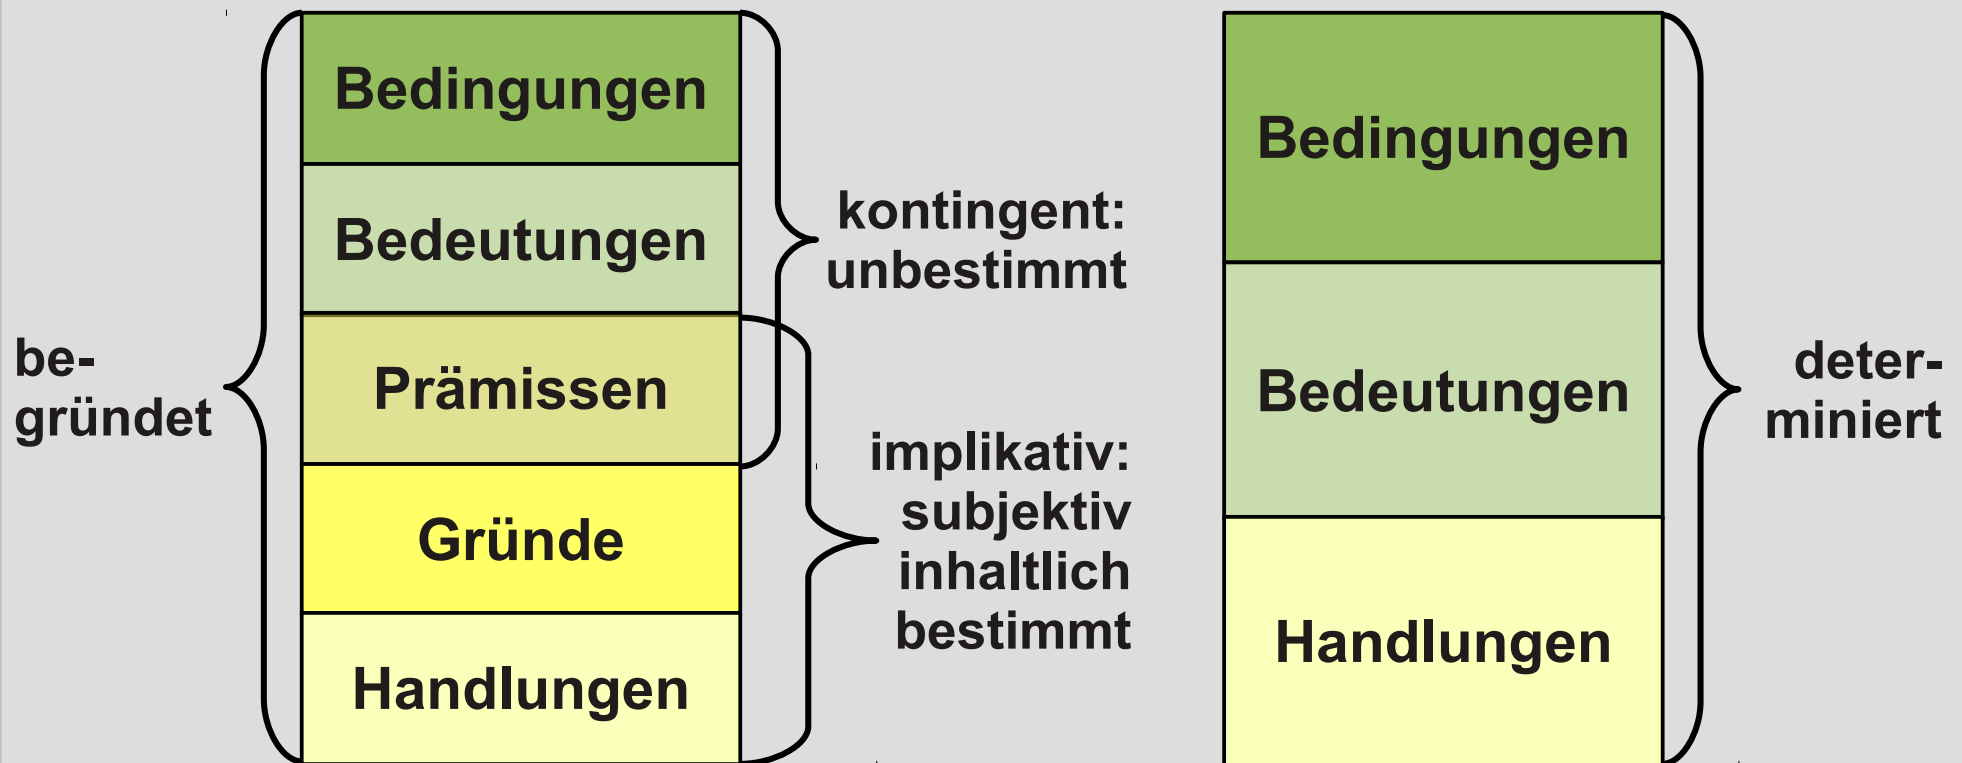 be-
gründet
Bedingungen
Bedeutungen
Prämissen
Gründe
Handlungen
kontingent:
unbestimmt
implikativ:
subjektiv
inhaltlich
bestimmt
Bedingungen
Bedeutungen
Handlungen
deter-
miniert